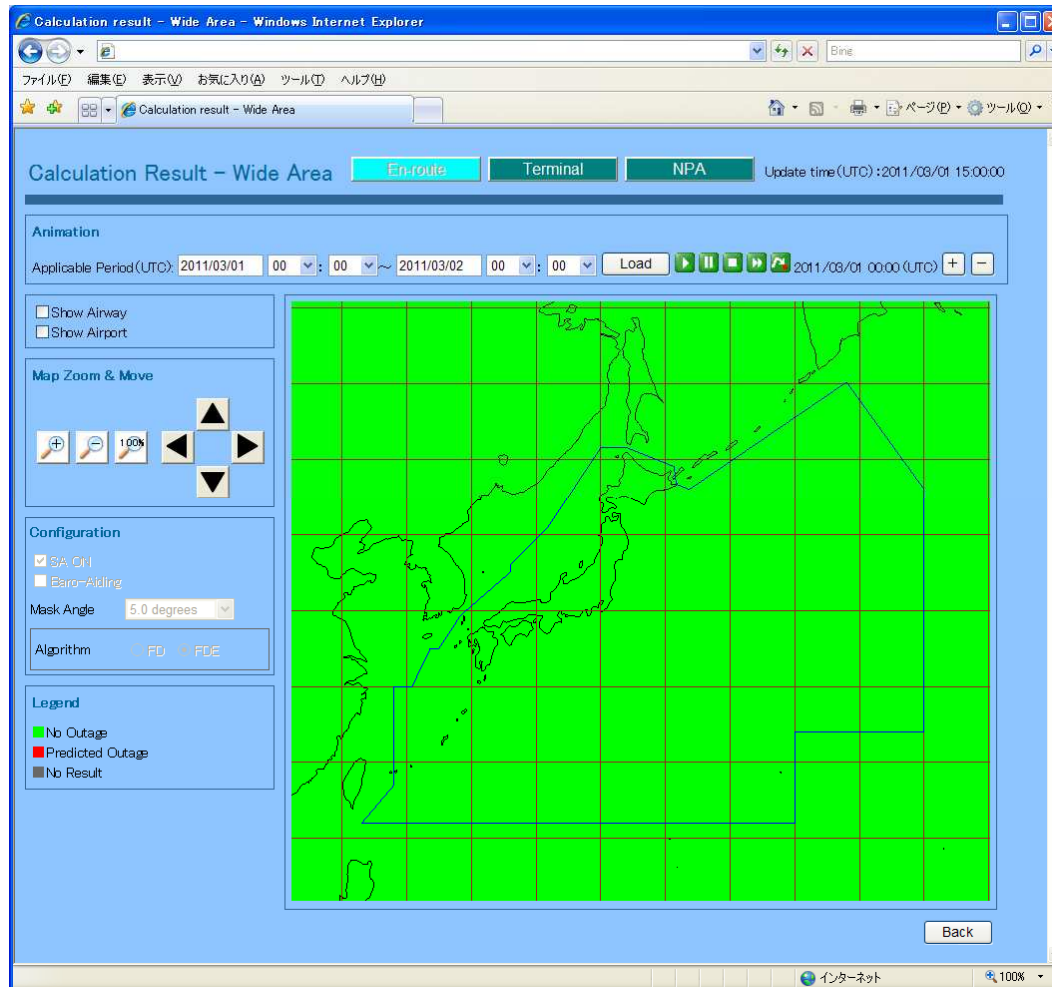 Calculation result - Wide Area - Windows Internet Explorer
Bing
ファイル(F) 編集(E) 表示(V) お気に入り(A) ツール(T) ヘルプ(H)
Calculation result - Wide Area
ページ(P) ツール(O)
Calculation Result - Wide Area En-route Terminal NPA Update time(UTC):2011/03/01 15:00:00
Animation
Applicable Period(UTC): 2011/03/01 00 : 00 ~ 2011/03/02 00 : 00 Load 2011/03/01 00:00 (UTC) + -
Show Airway
Show Airport
Map Zoom & Move
100%
Configuration
SA ON
Baro-Aiding
Mask Angle 5.0 degrees
Algorithm FD FDE
Legend
No Outage
Predicted Outage
No Result
Back
インターネット 100%